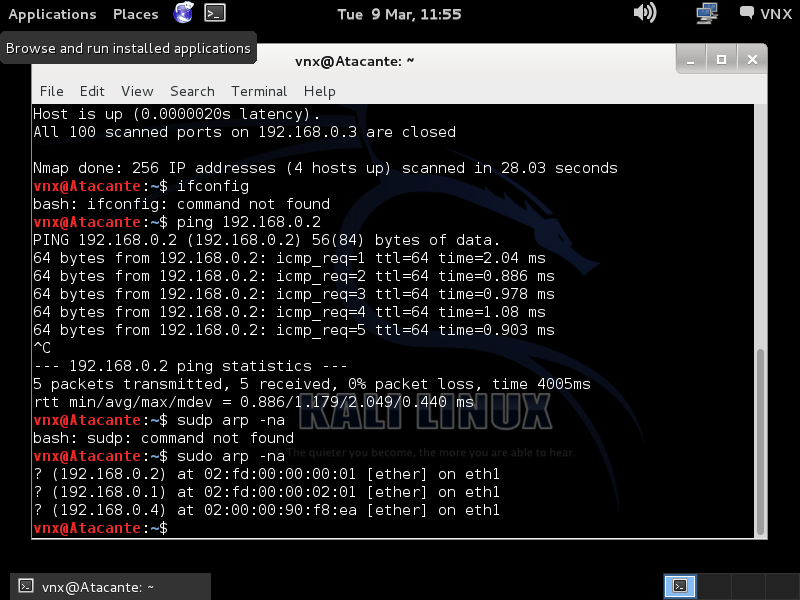 Applications Places Tue 9 Mar, 11:55 VNX
Browse and run installed applications
vnx@Atacante: ~
File Edit View Search Terminal Help
Host is up (0.0000020s latency).
All 100 scanned ports on 192.168.0.3 are closed
Nmap done: 256 IP addresses (4 hosts up) scanned in 28.03 seconds
vnx@Atacante:~$ ifconfig
bash: ifconfig: command not found
vnx@Atacante:~$ ping 192.168.0.2
PING 192.168.0.2 (192.168.0.2) 56(84) bytes of data.
64 bytes from 192.168.0.2: icmp_req=1 ttl=64 time=2.04 ms
64 bytes from 192.168.0.2: icmp_req=2 ttl=64 time=0.886 ms
64 bytes from 192.168.0.2: icmp_req=3 ttl=64 time=0.978 ms
64 bytes from 192.168.0.2: icmp_req=4 ttl=64 time=1.08 ms
64 bytes from 192.168.0.2: icmp_req=5 ttl=64 time=0.903 ms
^C
--- 192.168.0.2 ping statistics ---
5 packets transmitted, 5 received, 0% packet loss, time 4005ms
rtt min/avg/max/mdev = 0.886/1.179/2.049/0.440 ms
KALI LINUX
vnx@Atacante:~$ sudp arp -na
bash: sudp: command not found
The quieter you become, the more you are able to hear.
vnx@Atacante:~$ sudo arp -na
? (192.168.0.2) at 02:fd:00:00:00:01 [ether] on eth1
? (192.168.0.1) at 02:fd:00:00:02:01 [ether] on eth1
? (192.168.0.4) at 02:00:00:90:f8:ea [ether] on eth1
vnx@Atacante:~$
vnx@Atacante: ~